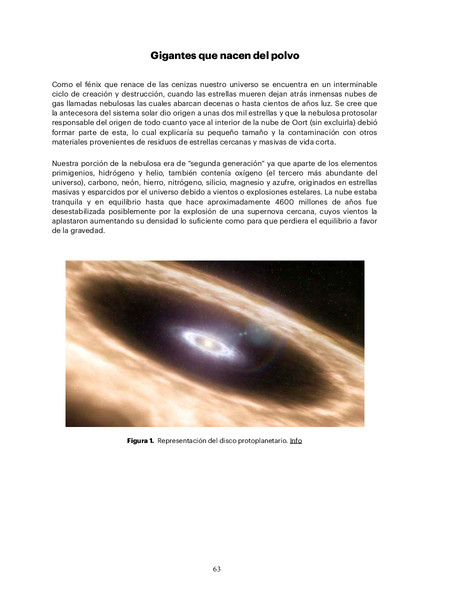 Gigantes que nacen del polvo
Como el fénix que renace de las cenizas nuestro universo se encuentra en un interminable
ciclo de creación y destrucción, cuando las estrellas mueren dejan atrás inmensas nubes de
gas llamadas nebulosas las cuales abarcan decenas o hasta cientos de años luz. Se cree que
la antecesora del sistema solar dio origen a unas dos mil estrellas y que la nebulosa protosolar
responsable del origen de todo cuanto yace al interior de la nube de Oort (sin excluirla) debió
formar parte de esta, lo cual explicaría su pequeño tamaño y la contaminación con otros
materiales provenientes de residuos de estrellas cercanas y masivas de vida corta.
Nuestra porción de la nebulosa era de "segunda generación" ya que aparte de los elementos
primigenios, hidrógeno y helio, también contenía oxígeno (el tercero más abundante del
universo), carbono, neón, hierro, nitrógeno, silicio, magnesio y azufre, originados en estrellas
masivas y esparcidos por el universo debido a vientos o explosiones estelares. La nube estaba
tranquila y en equilibrio hasta que hace aproximadamente 4600 millones de años fue
desestabilizada posiblemente por la explosión de una supernova cercana, cuyos vientos la
aplastaron aumentando su densidad lo suficiente como para que perdiera el equilibrio a favor
de la gravedad.
Figura 1. Representación del disco protoplanetario. Info
63